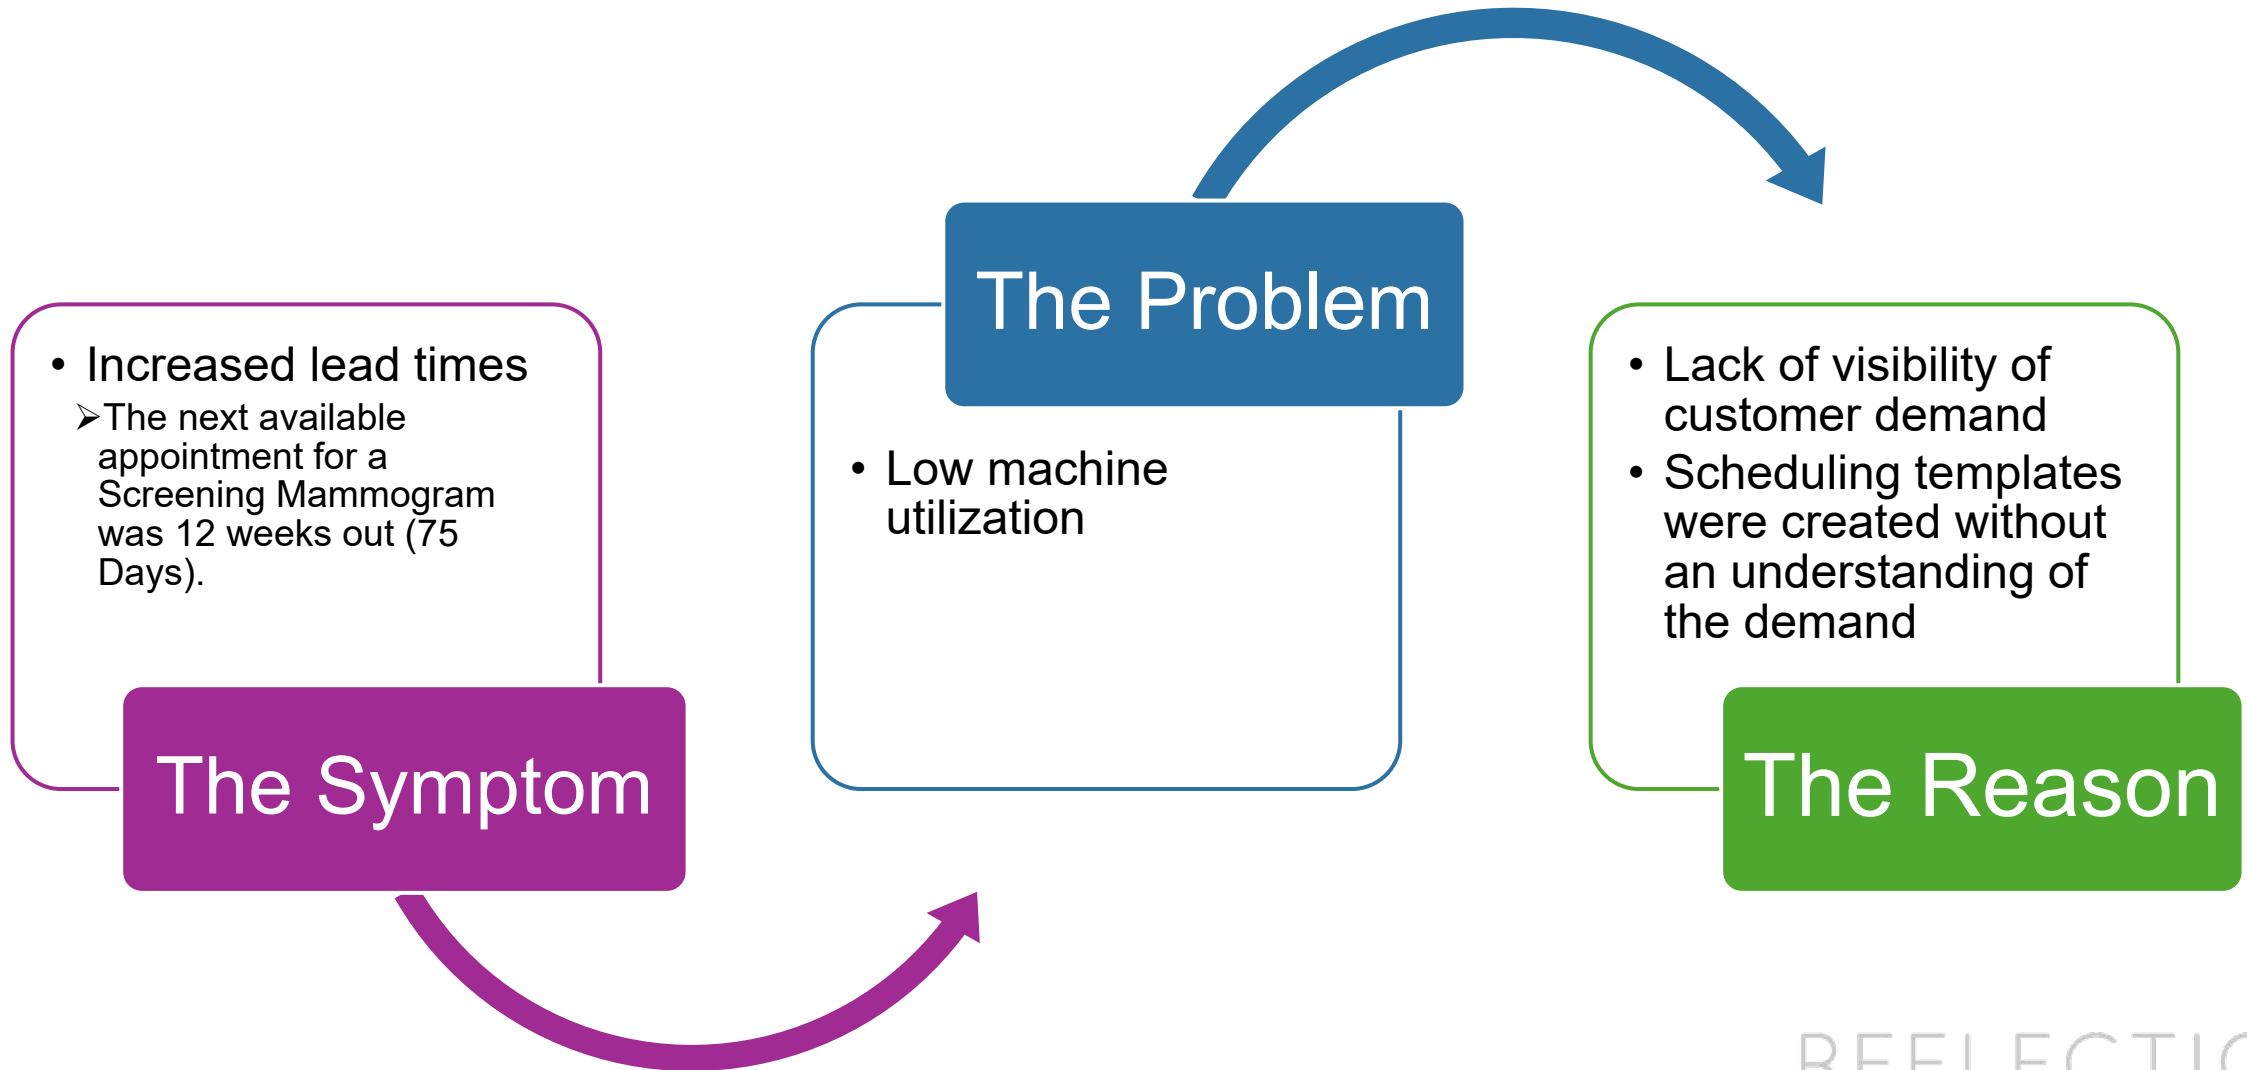 • Increased lead times
➢The next available
appointment for a
Screening Mammogram
was 12 weeks out (75
Days).
The Symptom
The Problem
• Low machine
utilization
• Lack of visibility of
customer demand
• Scheduling templates
were created without
an understanding of
the demand
The Reason